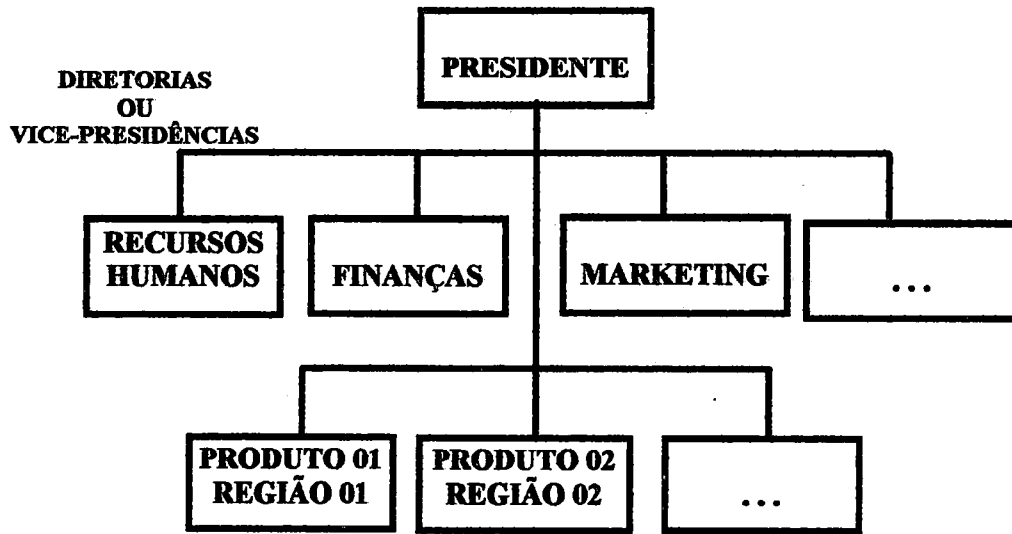 PRESIDENTE
DIRETORIAS
OU
VICE-PRESIDÊNCIAS
RECURSOS
HUMANOS
FINANÇAS
MARKETING
...
PRODUTO 01
REGIÃO 01
PRODUTO 02
REGIÃO 02
...